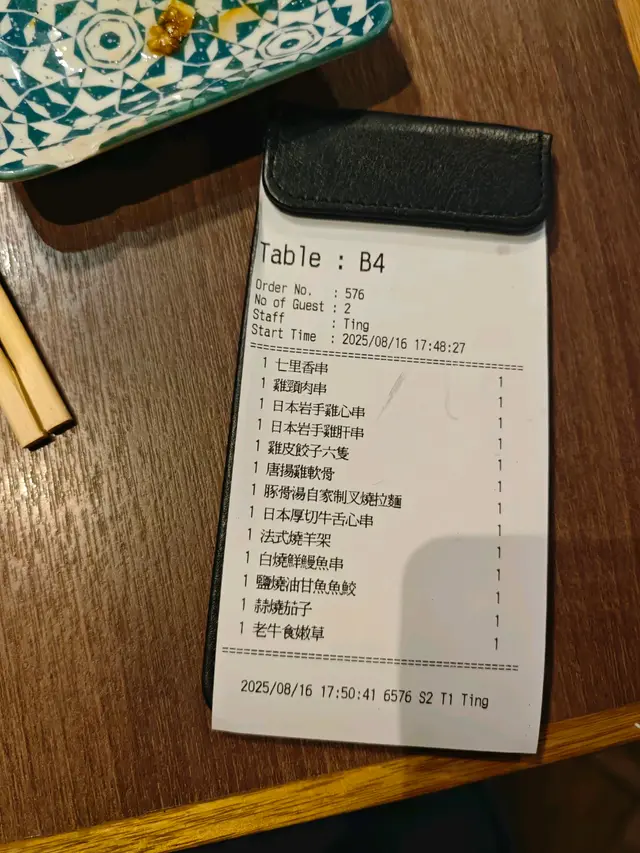 Table : B4
Order No. : 576
No of Guest : 2
Staff : Ting
Start Time : 2025/08/16 17:48:27
==================================================
1 七里香串 1
1 雞頸肉串 1
1 日本岩手雞心串 1
1 日本岩手雞肝串 1
1 雞皮餃子六隻 1
1 唐揚雞軟骨 1
1 豚骨湯自家制叉燒拉麵 1
1 日本厚切牛舌心串 1
1 法式燒羊架 1
1 白燒鮮鰻魚串 1
1 鹽燒油甘魚魚鮫 1
1 蒜燒茄子 1
1 老牛食嫩草 1
==================================================
2025/08/16 17:50:41 6576 S2 T1 Ting